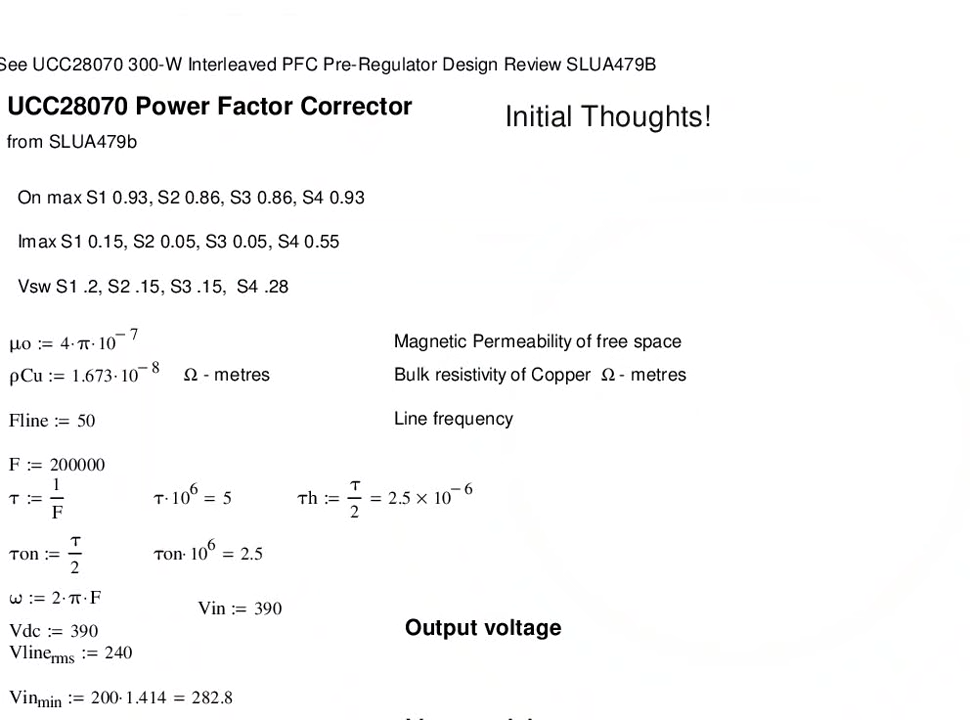 See UCC28070 300-W Interleaved PFC Pre-Regulator Design Review SLUA479B
UCC28070 Power Factor Corrector
Initial Thoughts!
from SLUA479b
On max S1 0.93, S2 0.86, S3 0.86, S4 0.93
Imax S1 0.15, S2 0.05, S3 0.05, S4 0.55
Vsw S1 .2, S2 .15, S3 .15, S4 .28
μo := 4·π·10⁻⁷ Magnetic Permeability of free space
ρCu := 1.673·10⁻⁸ Ω - metres Bulk resistivity of Copper Ω - metres
Fline := 50 Line frequency
F := 200000
τ := 1/F τ·10⁶ = 5 τh := τ/2 = 2.5 × 10⁻⁶
τon := τ/2 τon·10⁶ = 2.5
ω := 2·π·F Vin := 390
Vdc := 390 Output voltage
Vlinerms := 240
Vinmin := 200·1.414 = 282.8